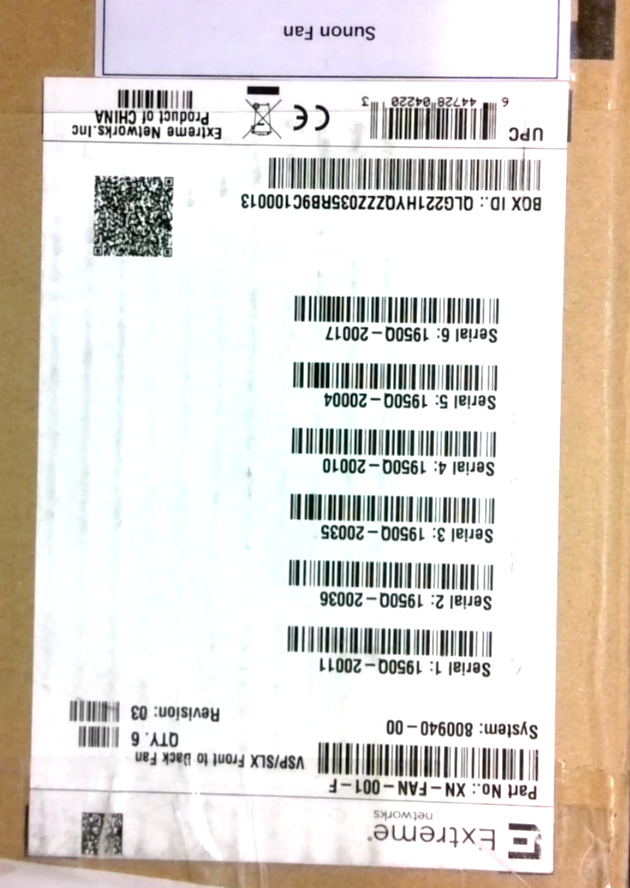 Extreme®
networks
Part No.: XN-FAN-001-F
VSP/SLX Front to Back Fan
System: 800940-00
QTY. 6
Revision: 03
Serial 1: 1950Q-20011
Serial 2: 1950Q-20036
Serial 3: 1950Q-20035
Serial 4: 1950Q-20010
Serial 5: 1950Q-20004
Serial 6: 1950Q-20017
BOX ID.: QLG221HYQZZZ035RB9C100013
UPC
6 44728 04220 3
CE
Extreme Networks.Inc
Product of CHINA
Sunon Fan